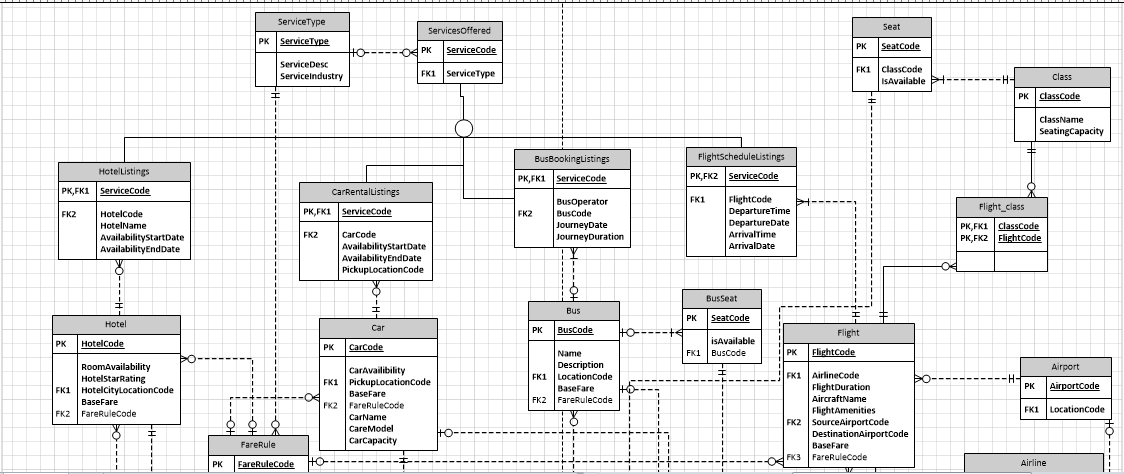 ServiceType
PK ServiceType
ServiceDesc
ServiceIndustry
ServicesOffered
PK ServiceCode
FK1 ServiceType
Seat
PK SeatCode
FK1 ClassCode
IsAvailable
Class
PK ClassCode
ClassName
SeatingCapacity
HotelListings
PK,FK1 ServiceCode
FK2 HotelCode
HotelName
AvailabilityStartDate
AvailabilityEndDate
CarRentalListings
PK,FK1 ServiceCode
FK2 CarCode
AvailabilityStartDate
AvailabilityEndDate
PickupLocationCode
BusBookingListings
PK,FK1 ServiceCode
BusOperator
FK2 BusCode
JourneyDate
JourneyDuration
FlightScheduleListings
PK,FK2 ServiceCode
FK1 FlightCode
DepartureTime
DepartureDate
ArrivalTime
ArrivalDate
Flight_class
PK,FK1 ClassCode
PK,FK2 FlightCode
Hotel
PK HotelCode
RoomAvailibility
HotelStarRating
FK1 HotelCityLocationCode
BaseFare
FK2 FareRuleCode
Car
PK CarCode
CarAvailibility
FK1 PickupLocationCode
BaseFare
FK2 FareRuleCode
CarName
CareModel
CarCapacity
Bus
PK BusCode
Name
Description
FK1 LocationCode
BaseFare
FK2 FareRuleCode
BusSeat
PK SeatCode
isAvailable
FK1 BusCode
Flight
PK FlightCode
FK1 AirlineCode
FlightDuration
AircraftName
FlightAmenities
FK2 SourceAirportCode
DestinationAirportCode
BaseFare
FK3 FareRuleCode
Airport
PK AirportCode
FK1 LocationCode
FareRule
PK FareRuleCode
Airline